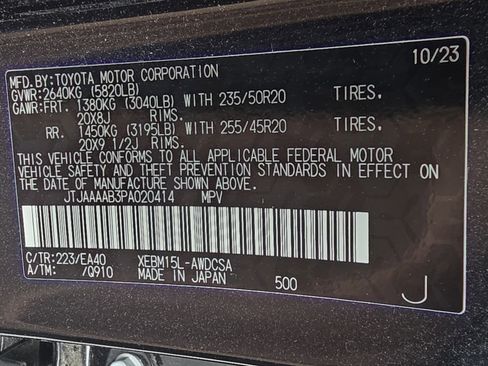 10/23
MFD.BY:TOYOTA MOTOR CORPORATION
GVWR:2640KG (5820LB)
GAWR:FRT. 1380KG (3040LB) WITH 235/50R20 TIRES.
20X8J RIMS.
RR. 1450KG (3195LB) WITH 255/45R20 TIRES.
20X9 1/2J RIMS.
THIS VEHICLE CONFORMS TO ALL APPLICABLE FEDERAL MOTOR
VEHICLE SAFETY AND THEFT PREVENTION STANDARDS IN EFFECT ON
THE DATE OF MANUFACTURE SHOWN ABOVE.
JTJAAAAB3PA020414 MPV
C/TR:223/EA40 XEBM15L-AWDCSA
A/TM: /Q910 MADE IN JAPAN 500 J